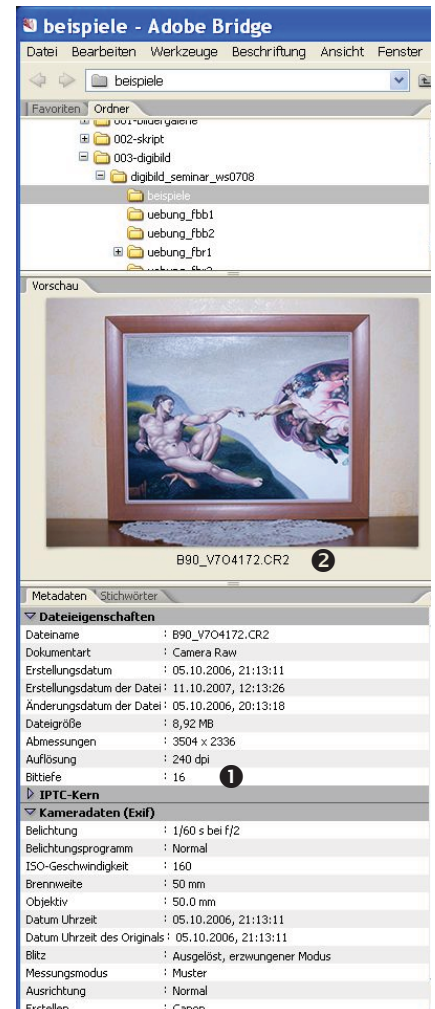 beispiele - Adobe Bridge
Datei Bearbeiten Werkzeuge Beschriftung Ansicht Fenster
beispiele
Favoriten Ordner
001-bildergalerie
002-skript
003-digibild
digibild_seminar_ws0708
beispiele
uebung_fbb1
uebung_fbb2
uebung_fbr1
Vorschau
B90_V7O4172.CR2 ❷
Metadaten Stichwörter
Dateieigenschaften
Dateiname : B90_V7O4172.CR2
Dokumentart : Camera Raw
Erstellungsdatum : 05.10.2006, 21:13:11
Erstellungsdatum der Datei : 11.10.2007, 12:13:26
Änderungsdatum der Datei : 05.10.2006, 20:13:18
Dateigröße : 8,92 MB
Abmessungen : 3504 x 2336
Auflösung : 240 dpi
Bittiefe : 16 ❶
IPTC-Kern
Kameradaten (Exif)
Belichtung : 1/60 s bei f/2
Belichtungsprogramm : Normal
ISO-Geschwindigkeit : 160
Brennweite : 50 mm
Objektiv : 50.0 mm
Datum Uhrzeit : 05.10.2006, 21:13:11
Datum Uhrzeit des Originals : 05.10.2006, 21:13:11
Blitz : Ausgelöst, erzwungener Modus
Messungsmodus : Muster
Ausrichtung : Normal
Erstellen : Canon